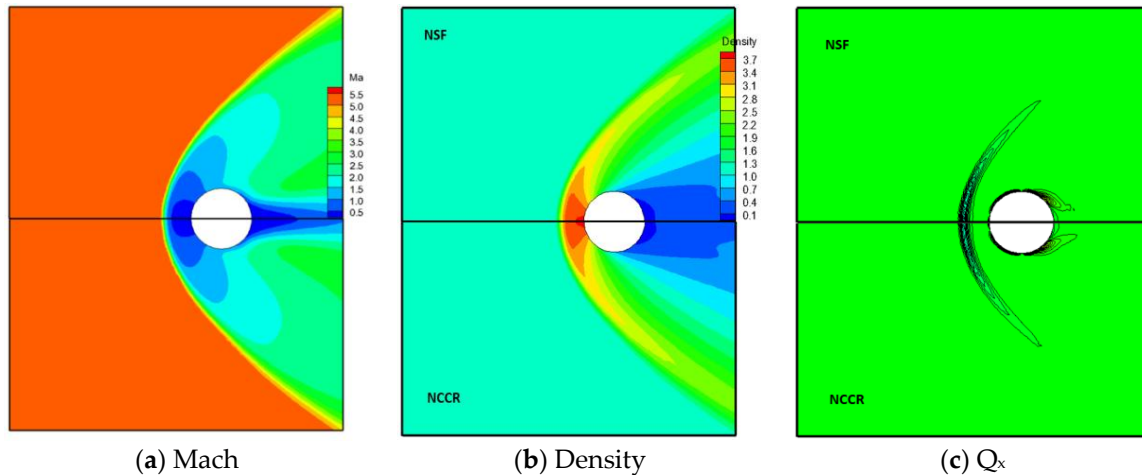 Ma
5.5
5.0
4.5
4.0
3.5
3.0
2.5
2.0
1.5
1.0
0.5
NSF
Density
3.7
3.4
3.1
2.8
2.5
2.2
1.9
1.6
1.3
1.0
0.7
0.4
0.1
NCCR
NSF
NCCR
(a) Mach
(b) Density
(c) Qx